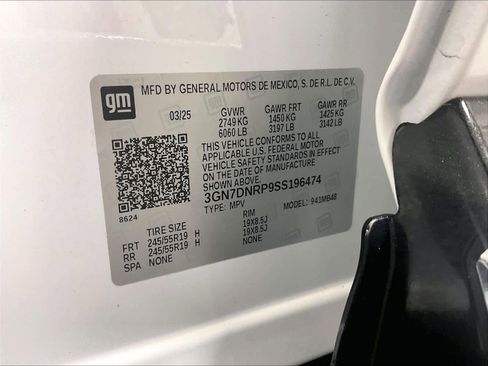 gm
MFD BY GENERAL MOTORS DE MEXICO, S. DE R.L. DE C.V.
03/25 GVWR GAWR FRT GAWR RR
2749 KG 1450 KG 1425 KG
6060 LB 3197 LB 3142 LB
THIS VEHICLE CONFORMS TO ALL
APPLICABLE U.S. FEDERAL MOTOR
VEHICLE SAFETY STANDARDS IN EFFECT ON
THE DATE OF MANUFACTURE SHOWN ABOVE.
3GN7DNRP9SS196474
8624 TYPE: MPV MODEL: 941MB48
TIRE SIZE RIM
FRT 245/55R19 H 19X8.5J
RR 245/55R19 H 19X8.5J
SPA NONE NONE